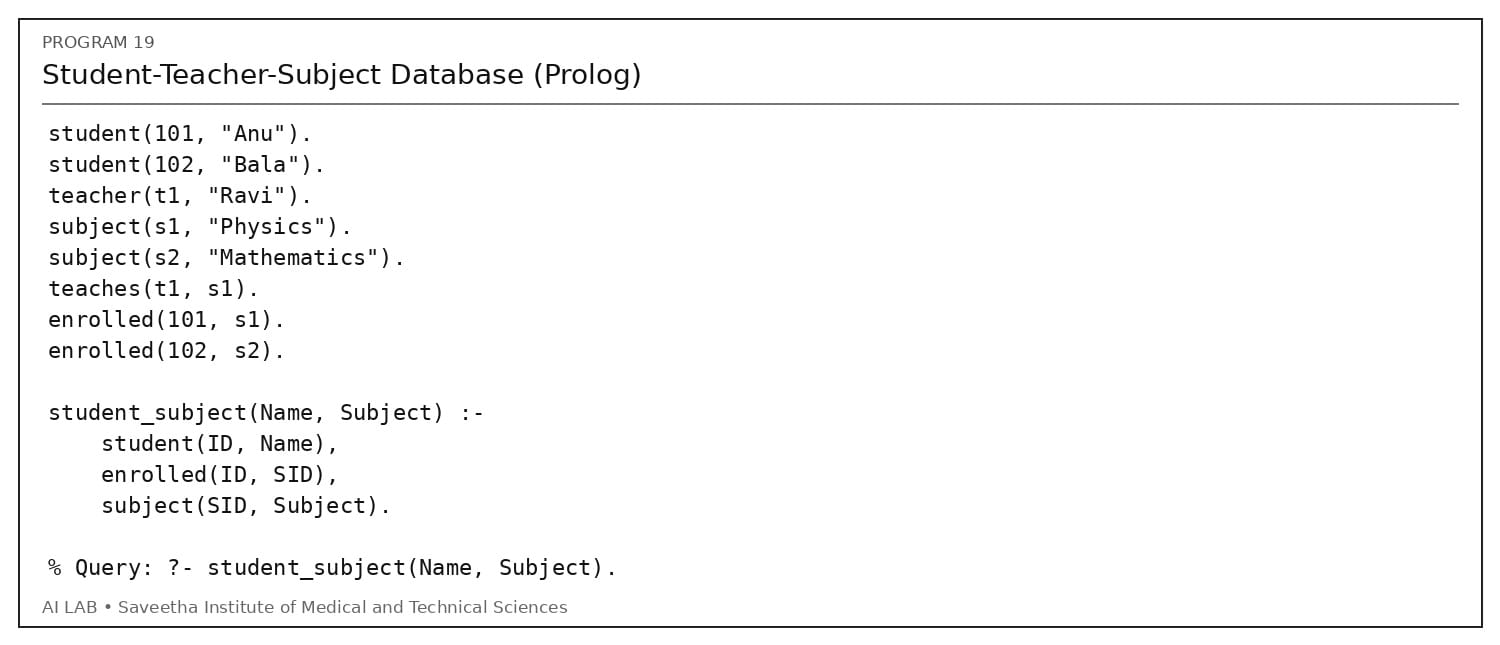 PROGRAM 19
Student-Teacher-Subject Database (Prolog)
student(101, "Anu").
student(102, "Bala").
teacher(t1, "Ravi").
subject(s1, "Physics").
subject(s2, "Mathematics").
teaches(t1, s1).
enrolled(101, s1).
enrolled(102, s2).

student_subject(Name, Subject) :-
    student(ID, Name),
    enrolled(ID, SID),
    subject(SID, Subject).

% Query: ?- student_subject(Name, Subject).
AI LAB • Saveetha Institute of Medical and Technical Sciences